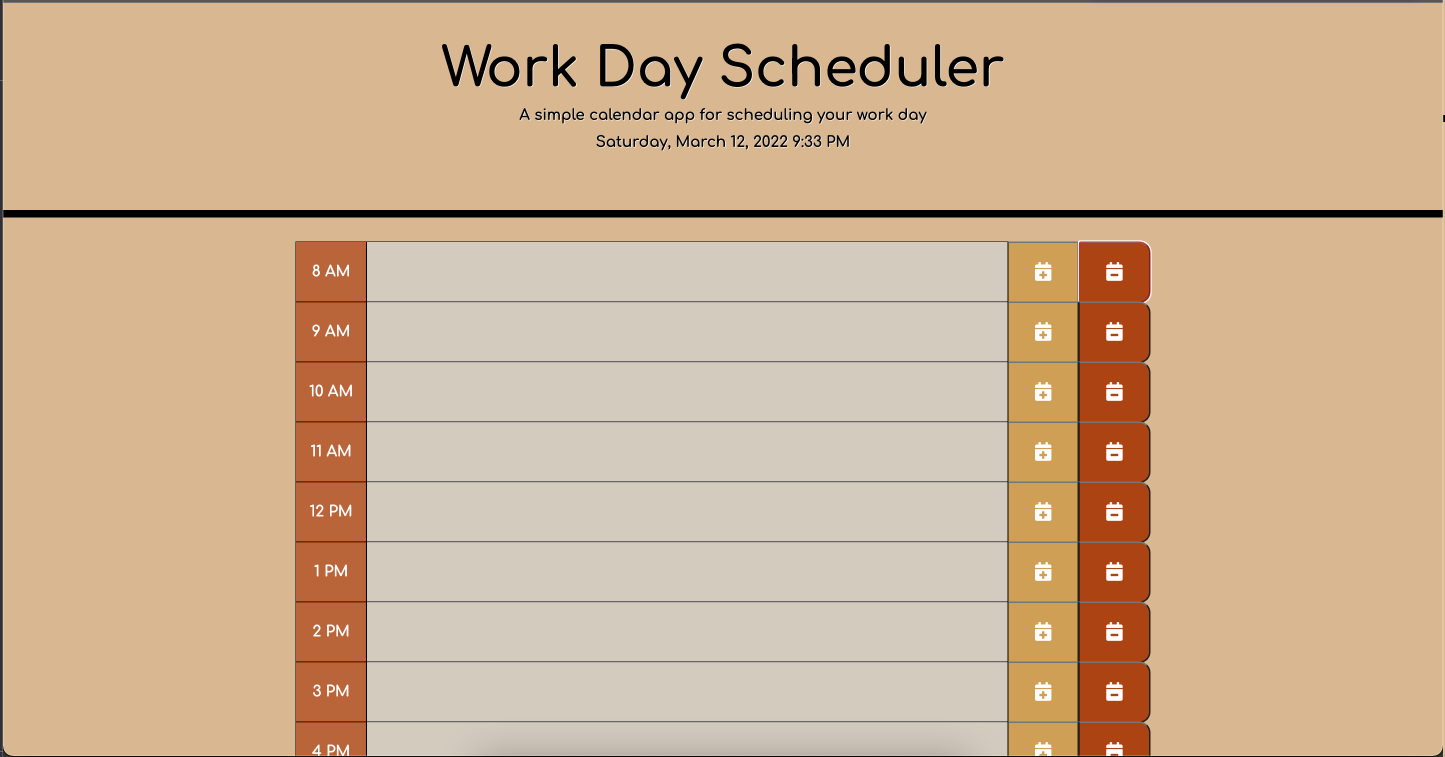 Work Day Scheduler
A simple calendar app for scheduling your work day
Saturday, March 12, 2022 9:33 PM
8 AM
9 AM
10 AM
11 AM
12 PM
1 PM
2 PM
3 PM
4 PM